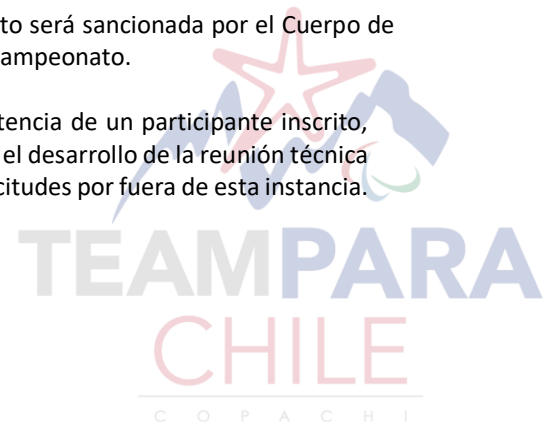 to será sancionada por el Cuerpo de
ampeonato.
tencia de un participante inscrito,
el desarrollo de la reunión técnica
citudes por fuera de esta instancia.
TEAMPARA
CHILE
COPACHI